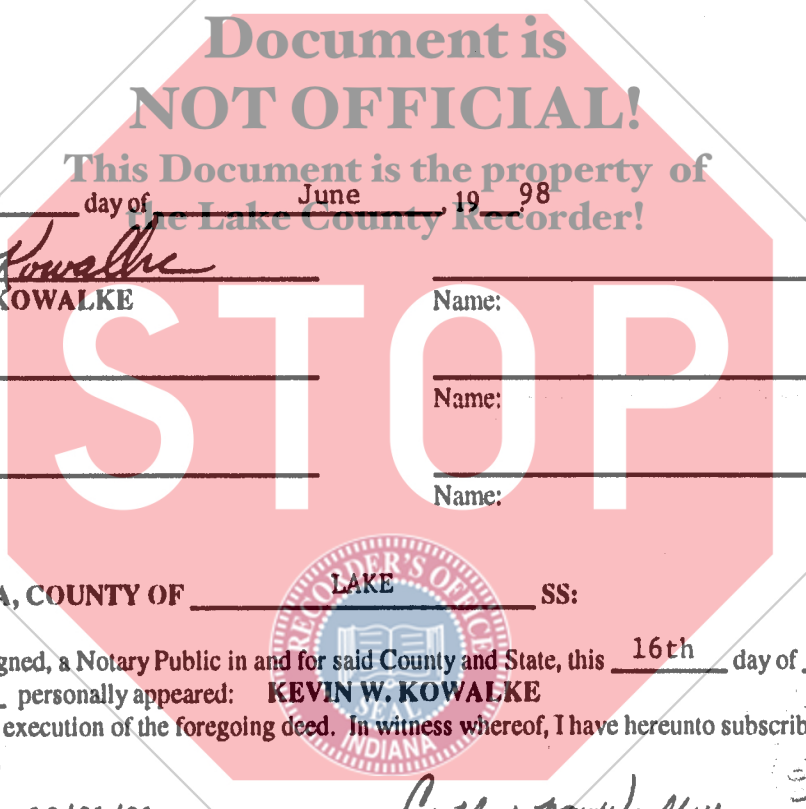 Document is
NOT OFFICIAL!
This Document is the property of
the Lake County Recorder!
day of June, 19 98
Kowalke
KOWALKE
Name:
STOP
Name:
Name:
A, COUNTY OF LAKE SS:
RECORDER'S OFFICE
SEAL
INDIANA
gned, a Notary Public in and for said County and State, this 16th day of
personally appeared: KEVIN W. KOWALKE
execution of the foregoing deed. In witness whereof, I have hereunto subscrib